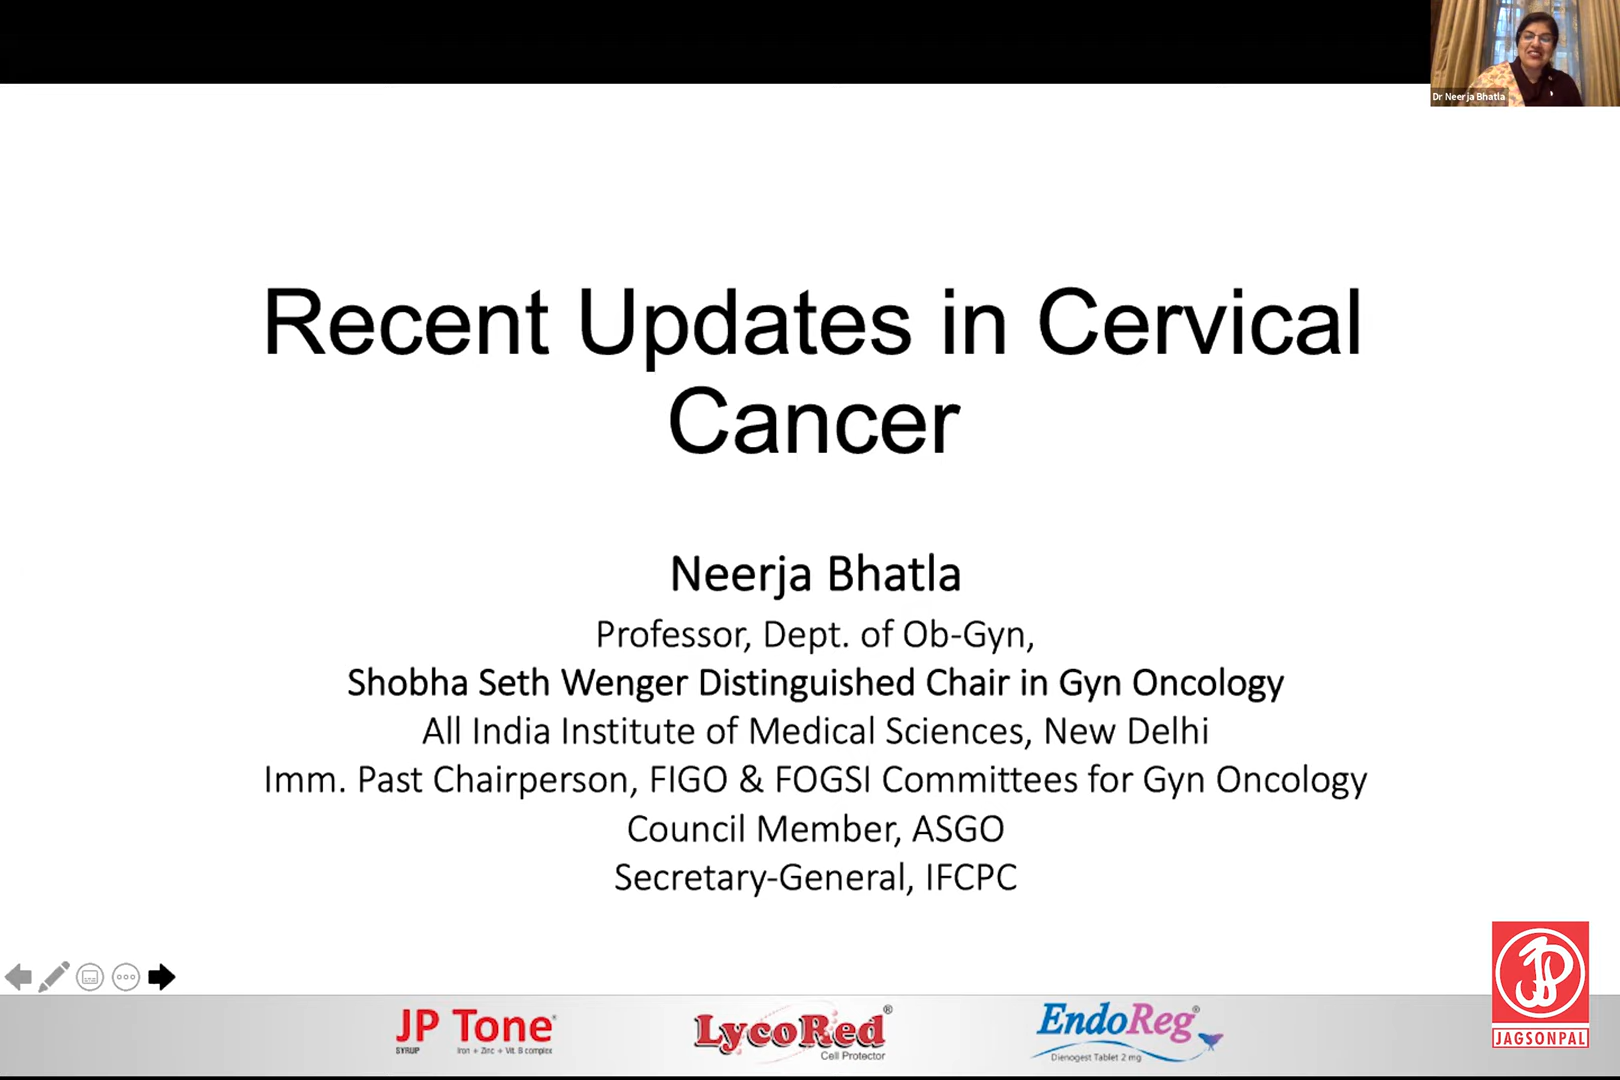 Dr Neerja Bhatla
Recent Updates in Cervical
Cancer
Neerja Bhatla
Professor, Dept. of Ob-Gyn,
Shobha Seth Wenger Distinguished Chair in Gyn Oncology
All India Institute of Medical Sciences, New Delhi
Imm. Past Chairperson, FIGO & FOGSI Committees for Gyn Oncology
Council Member, ASGO
Secretary-General, IFCPC
JP Tone
SYRUP Iron + Zinc + Vit. B complex
LycoRed®
Cell Protector
EndoReg®
Dienogest Tablet 2 mg
JAGSONPAL